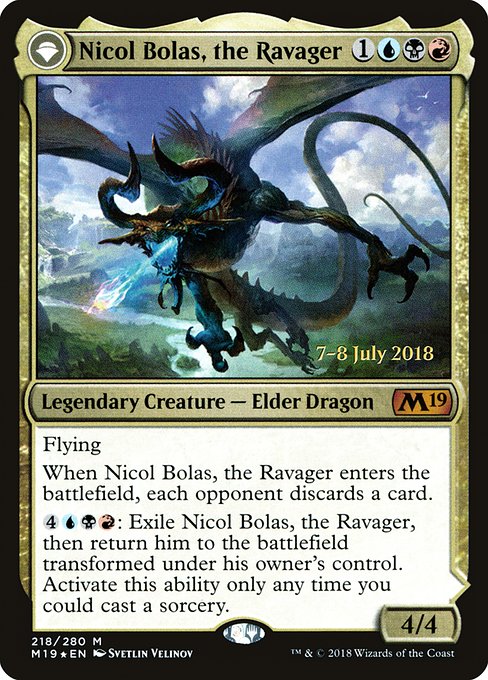 Nicol Bolas, the Ravager 1
7–8 July 2018
Legendary Creature — Elder Dragon M19
Flying
When Nicol Bolas, the Ravager enters the
battlefield, each opponent discards a card.
4: Exile Nicol Bolas, the Ravager,
then return him to the battlefield
transformed under his owner's control.
Activate this ability only any time you
could cast a sorcery.
4/4
218/280 M
M19★EN Svetlin Velinov
™ & © 2018 Wizards of the Coast